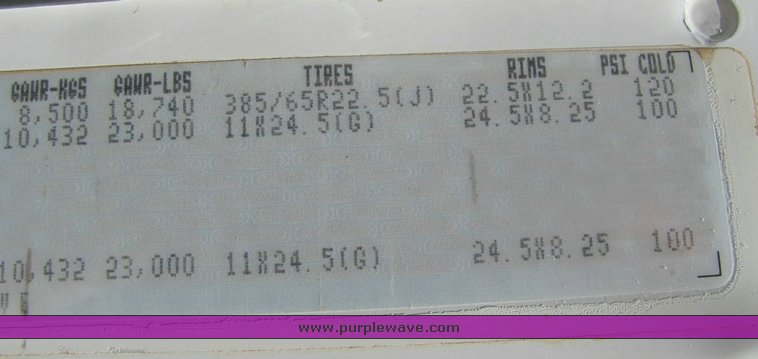 GAWR-KGS GAWR-LBS TIRES RIMS PSI COLD
8,500 18,740 385/65R22.5(J) 22.5X12.2 120
10,432 23,000 11X24.5(G) 24.5X8.25 100
10,432 23,000 11X24.5(G) 24.5X8.25 100
www.purplewave.com